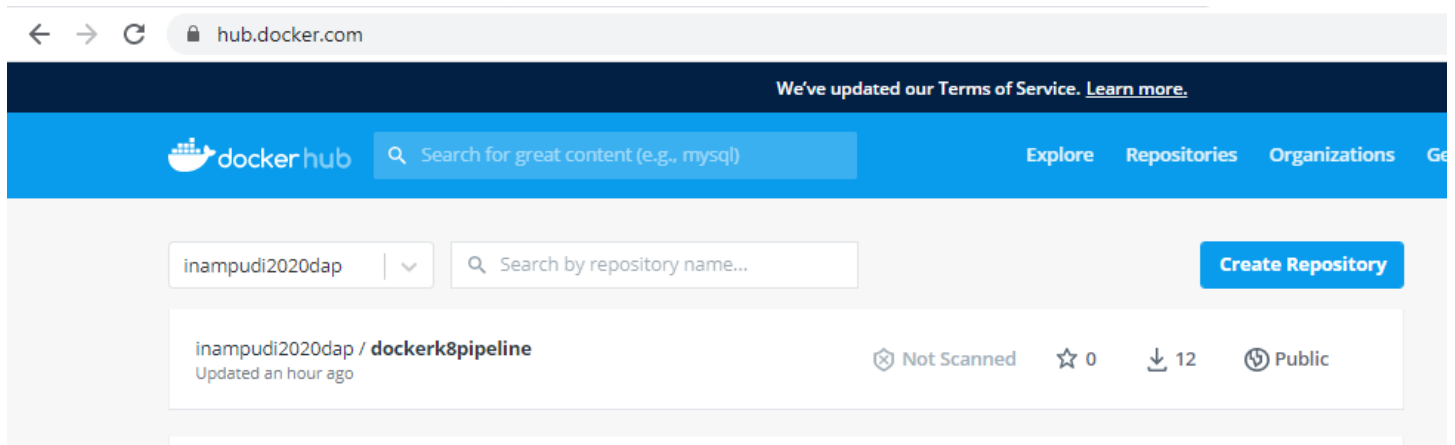 hub.docker.com
We've updated our Terms of Service. Learn more.
docker hub Search for great content (e.g., mysql) Explore Repositories Organizations Ge
inampudi2020dap Search by repository name... Create Repository
inampudi2020dap / dockerk8pipeline Not Scanned 0 12 Public
Updated an hour ago